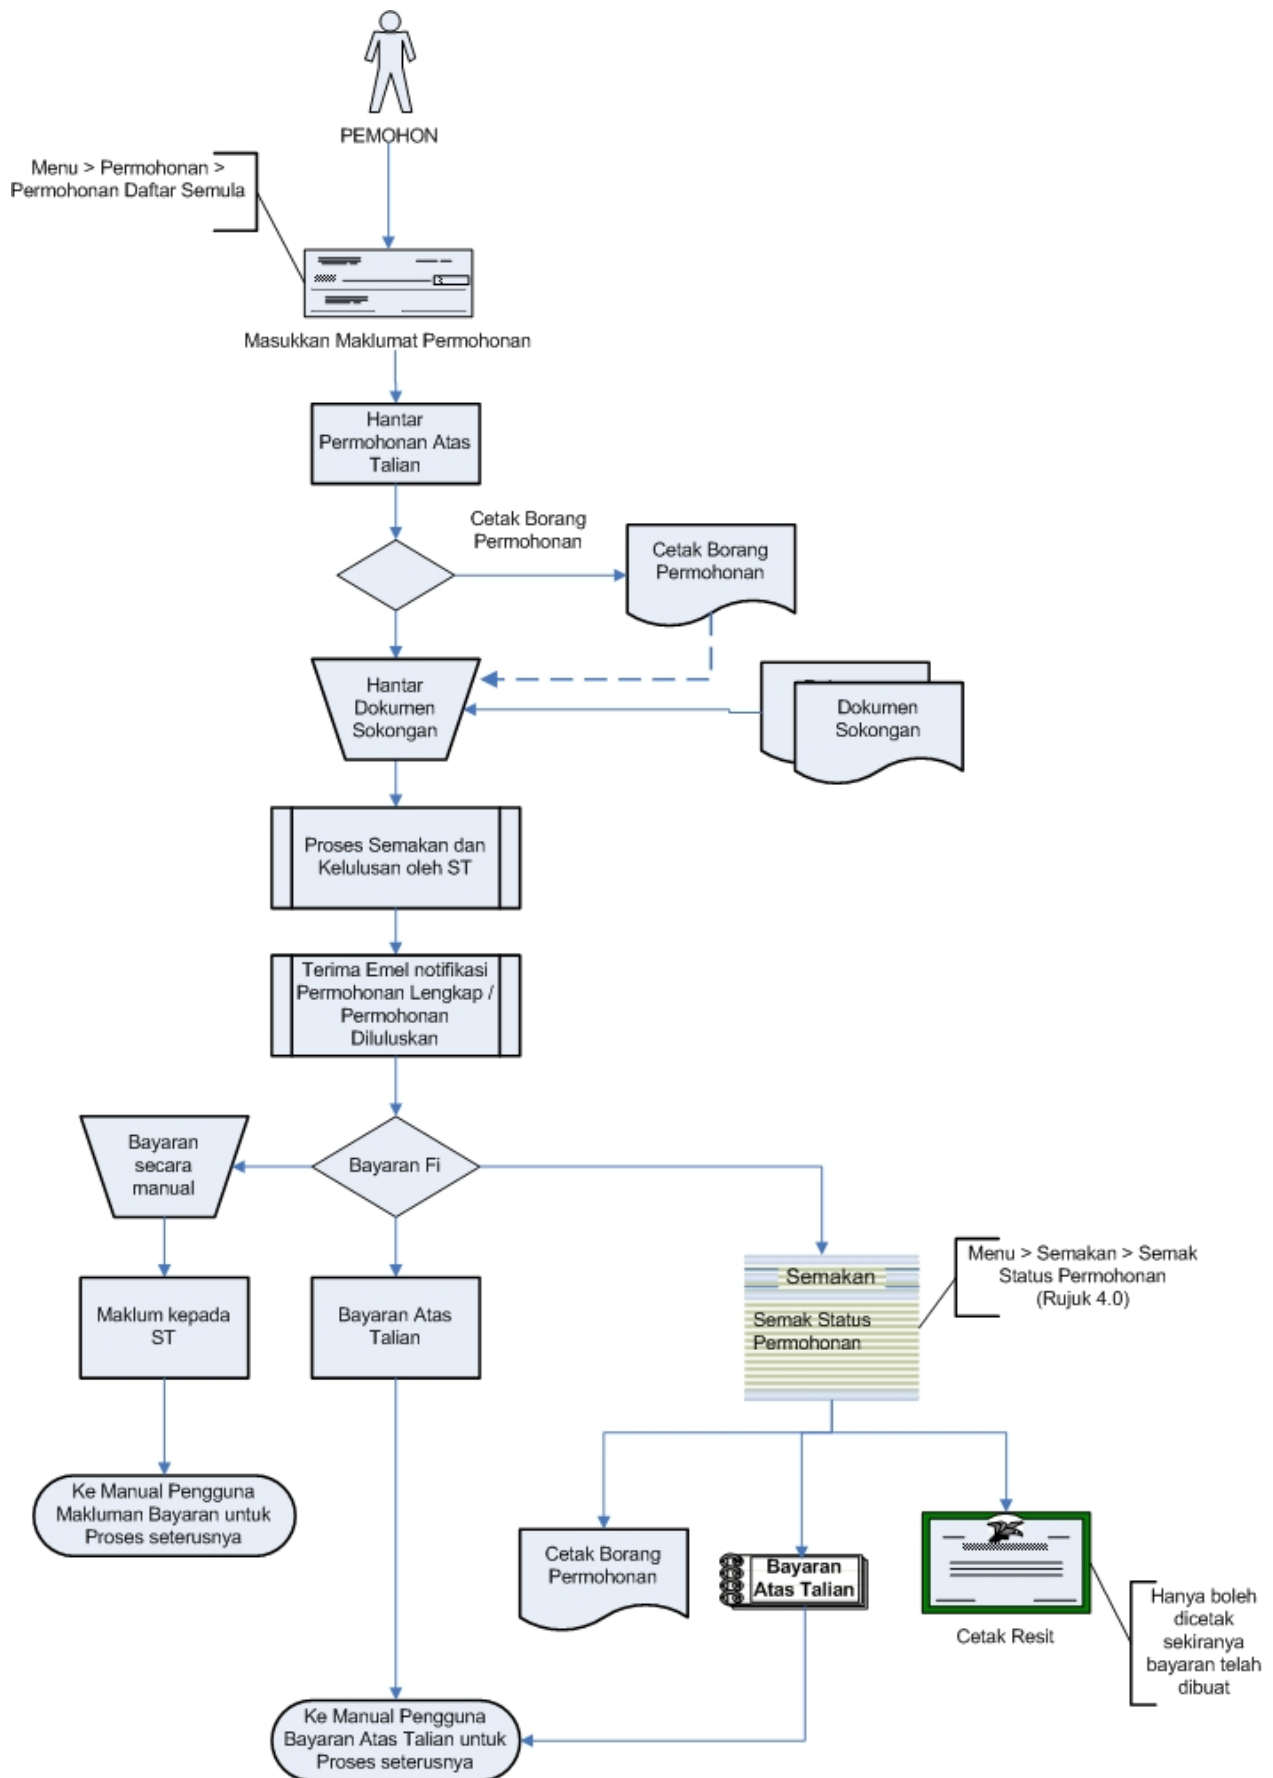 PEMOHON
Menu > Permohonan >
Permohonan Daftar Semula
Masukkan Maklumat Permohonan
Hantar
Permohonan Atas
Talian
Cetak Borang
Permohonan
Cetak Borang
Permohonan
Hantar
Dokumen
Sokongan
Dokumen
Sokongan
Proses Semakan dan
Kelulusan oleh ST
Terima Emel notifikasi
Permohonan Lengkap /
Permohonan
Diluluskan
Bayaran
secara
manual
Bayaran Fi
Menu > Semakan > Semak
Status Permohonan
(Rujuk 4.0)
Semakan
Semak Status
Permohonan
Maklum kepada
ST
Bayaran Atas
Talian
Ke Manual Pengguna
Makluman Bayaran untuk
Proses seterusnya
Cetak Borang
Permohonan
Bayaran
Atas Talian
Cetak Resit
Hanya boleh
dicetak
sekiranya
bayaran telah
dibuat
Ke Manual Pengguna
Bayaran Atas Talian untuk
Proses seterusnya